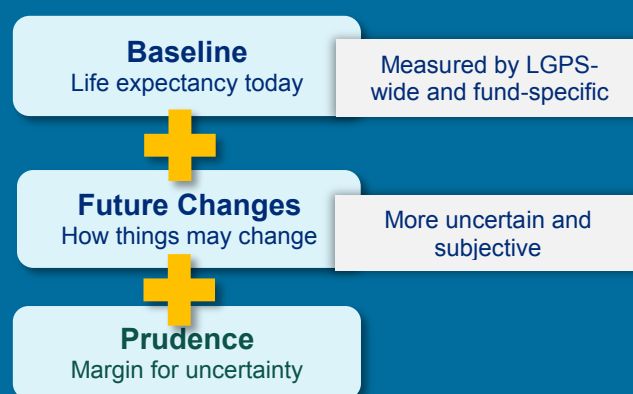 Baseline
Life expectancy today
Measured by LGPS-
wide and fund-specific
Future Changes
How things may change
More uncertain and
subjective
Prudence
Margin for uncertainty